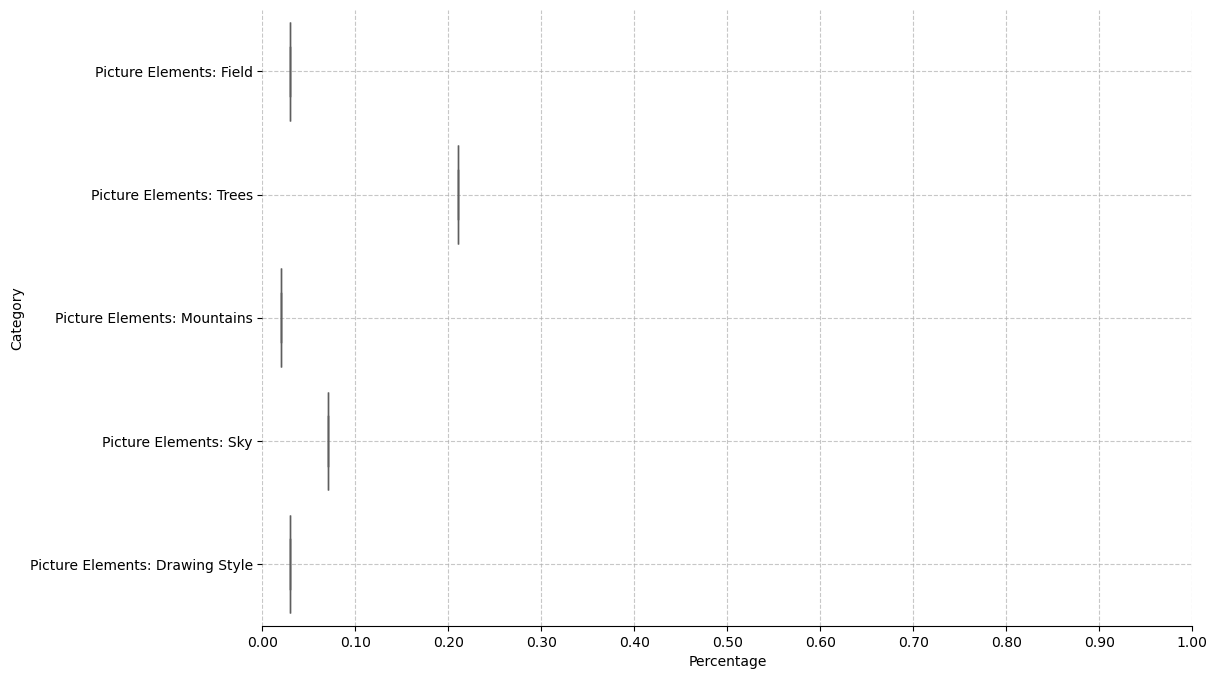 Picture Elements: Field
Picture Elements: Trees
Picture Elements: Mountains
Picture Elements: Sky
Picture Elements: Drawing Style
Category
0.00 0.10 0.20 0.30 0.40 0.50 0.60 0.70 0.80 0.90 1.00
Percentage